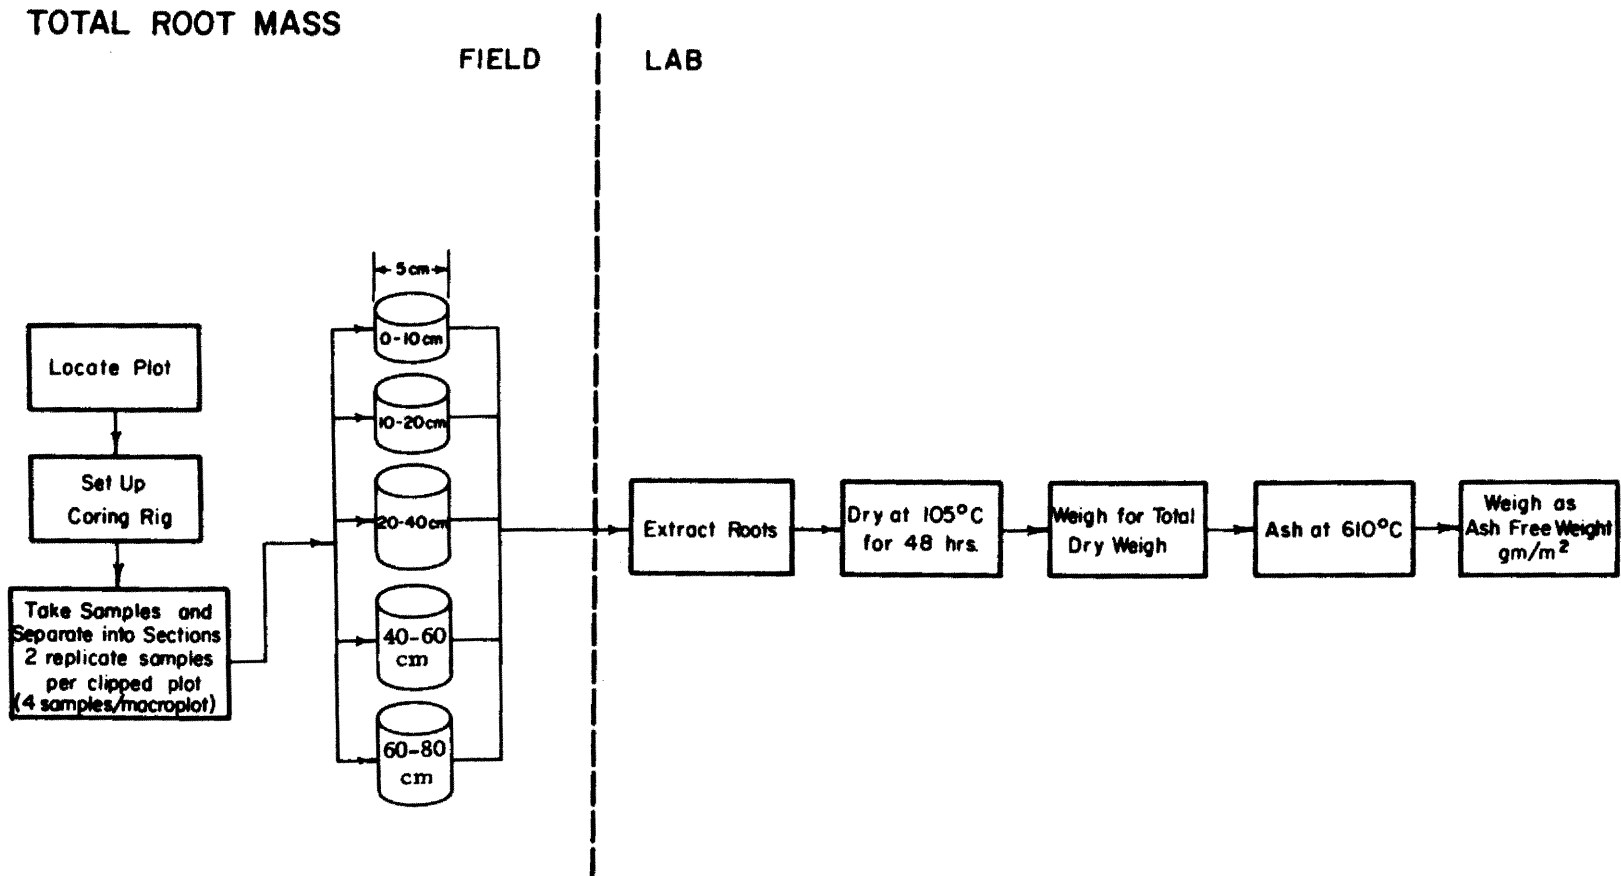 TOTAL ROOT MASS
FIELD
LAB
Locate Plot
Set Up
Coring Rig
Take Samples and
Separate into Sections
2 replicate samples
per clipped plot
(4 samples/macroplot)
5cm
0-10cm
10-20cm
20-40cm
40-60
cm
60-80
cm
Extract Roots
Dry at 105°C
for 48 hrs.
Weigh for Total
Dry Weigh
Ash at 610°C
Weigh as
Ash Free Weight
gm/m²